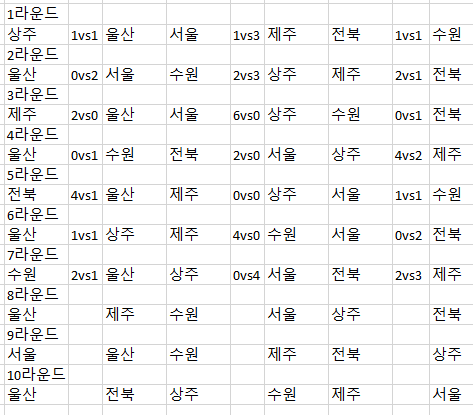 1라운드
상주 1vs1 울산 서울 1vs3 제주 전북 1vs1 수원
2라운드
울산 0vs2 서울 수원 2vs3 상주 제주 2vs1 전북
3라운드
제주 2vs0 울산 서울 6vs0 상주 수원 0vs1 전북
4라운드
울산 0vs1 수원 전북 2vs0 서울 상주 4vs2 제주
5라운드
전북 4vs1 울산 제주 0vs0 상주 서울 1vs1 수원
6라운드
울산 1vs1 상주 제주 4vs0 수원 서울 0vs2 전북
7라운드
수원 2vs1 울산 상주 0vs4 서울 전북 2vs3 제주
8라운드
울산 제주 수원 서울 상주 전북
9라운드
서울 울산 수원 제주 전북 상주
10라운드
울산 전북 상주 수원 제주 서울